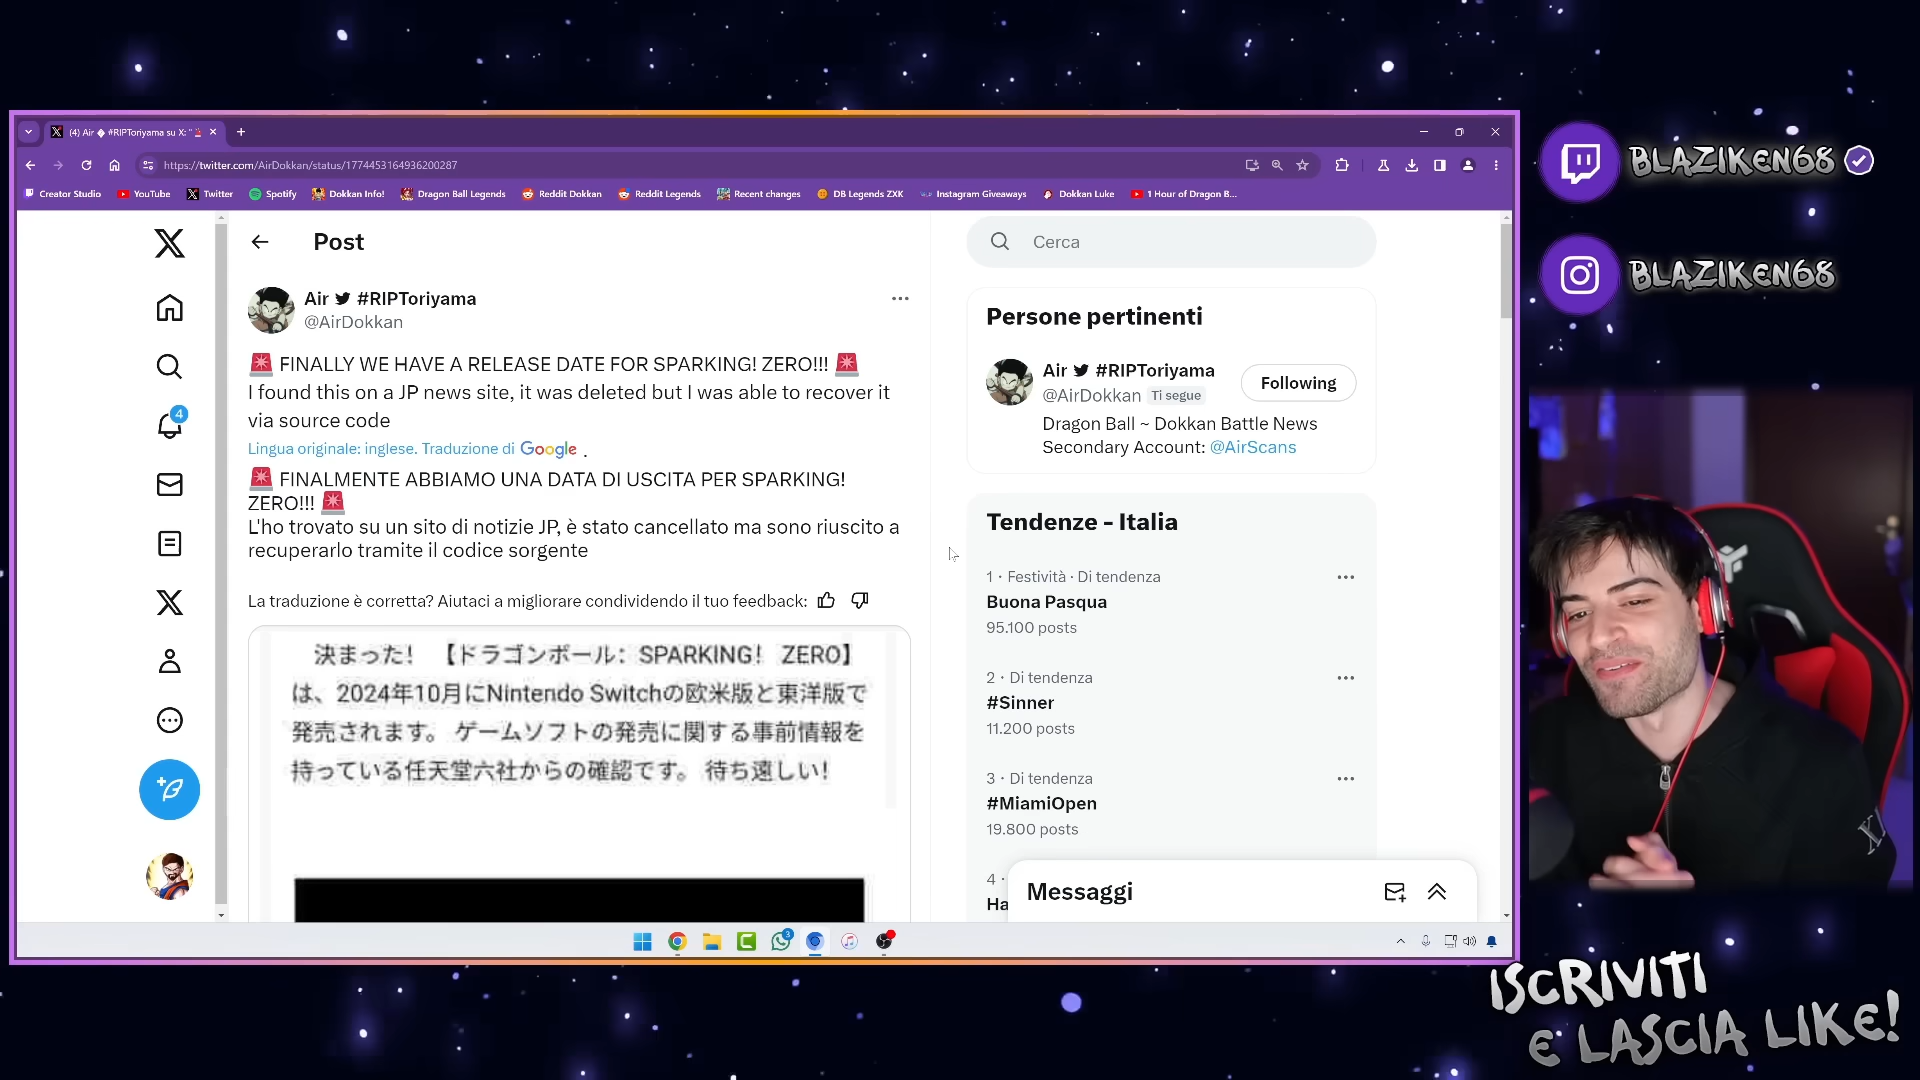 (4) Air #RIPToriyama su X: "
https://twitter.com/AirDokkan/status/1774453164936200287
Creator Studio
YouTube
Twitter
Spotify
Dokkan Info!
Dragon Ball Legends
Reddit Dokkan
Reddit Legends
Recent changes
DB Legends ZXK
Instagram Giveaways
Dokkan Luke
1 Hour of Dragon B...
Post
Air #RIPToriyama
@AirDokkan
🚨 FINALLY WE HAVE A RELEASE DATE FOR SPARKING! ZERO!!! 🚨
I found this on a JP news site, it was deleted but I was able to recover it
via source code
Lingua originale: inglese. Traduzione di Google .
🚨 FINALMENTE ABBIAMO UNA DATA DI USCITA PER SPARKING!
ZERO!!! 🚨
L'ho trovato su un sito di notizie JP, è stato cancellato ma sono riuscito a
recuperarlo tramite il codice sorgente
La traduzione è corretta? Aiutaci a migliorare condividendo il tuo feedback:
決まった！【ドラゴンボール：SPARKING！ ZERO】
は、2024年10月にNintendo Switchの欧米版と東洋版で
発売されます。 ゲームソフトの発売に関する事前情報を
持っている任天堂六社からの確認です。 待ち遠しい！
Cerca
Persone pertinenti
Air #RIPToriyama
@AirDokkan Ti segue
Following
Dragon Ball ~ Dokkan Battle News
Secondary Account: @AirScans
Tendenze - Italia
1 · Festività · Di tendenza
Buona Pasqua
95.100 posts
2 · Di tendenza
#Sinner
11.200 posts
3 · Di tendenza
#MiamiOpen
19.800 posts
4 ·
Ha
Messaggi
4
3
BLAZIKEN68
BLAZIKEN68
ISCRIVITI
E LASCIA LIKE!